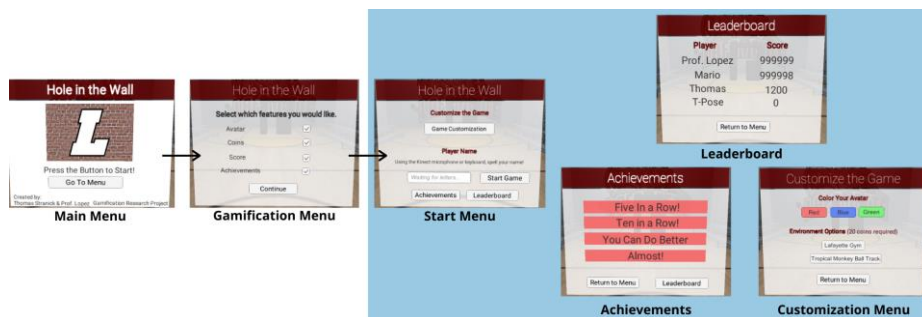 Hole in the Wall
L
Press the Button to Start!
Go To Menu
Created by
Thomas Stranick & Prof. Lopez Gamification Research Project
Main Menu
Hole in the Wall
Select which features you would like.
Avatar
Coins
Score
Achievements
Continue
Gamification Menu
Hole in the Wall
Customize the Game
Game Customization
Player Name
Using the Kinect microphone or keyboard, spell your name!
Waiting for letters...
Start Game
Achievements
Leaderboard
Start Menu
Leaderboard
Player Score
Prof. Lopez 999999
Mario 999998
Thomas 1200
T-Pose 0
Return to Menu
Leaderboard
Achievements
Five In a Row!
Ten in a Row!
You Can Do Better
Almost!
Return to Menu
Leaderboard
Achievements
Customize the Game
Color Your Avatar
Red Blue Green
Environment Options (20 coins required)
Lafayette Gym
Tropical Monkey Ball Track
Return to Menu
Customization Menu